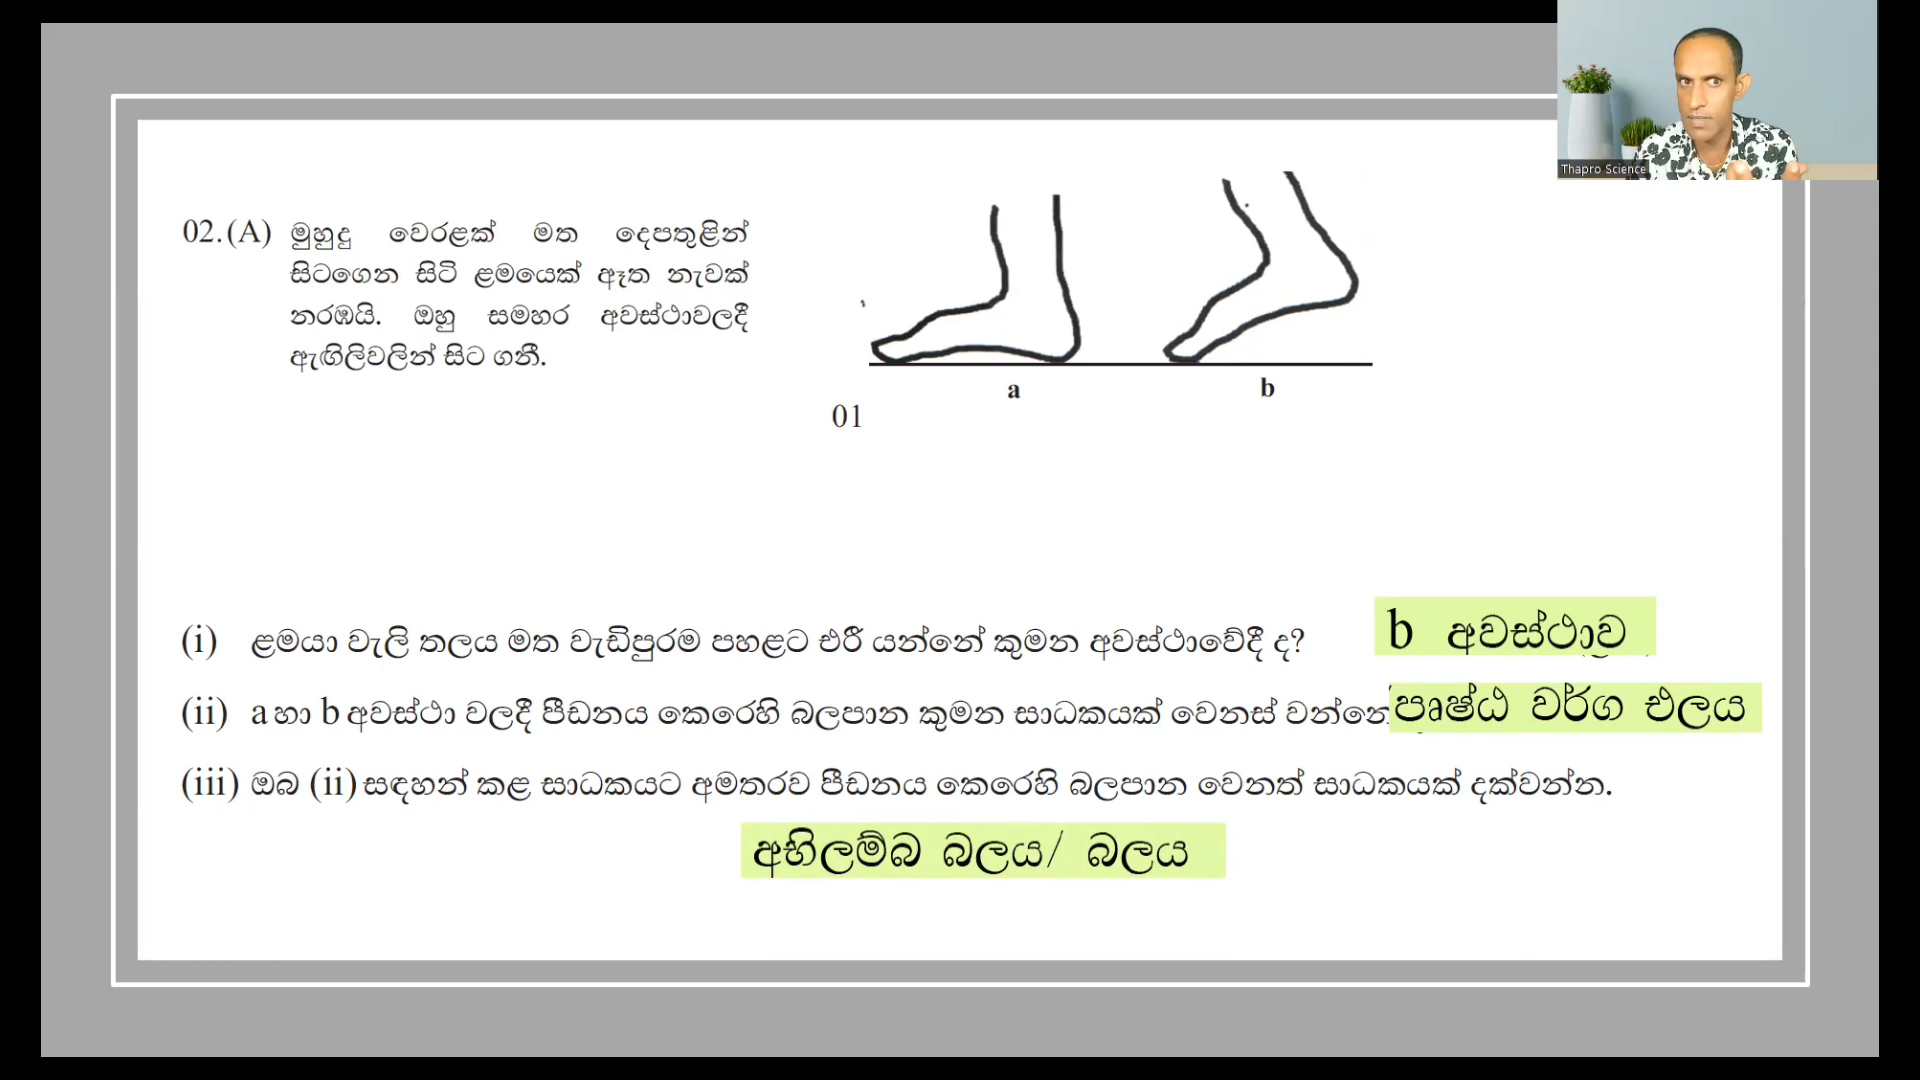 Thapro Science
02.(A) මුහුදු වෙරළක් මත දෙපතුළින්
සිටගෙන සිටි ළමයෙක් ඈත නැවක්
නරඹයි. ඔහු සමහර අවස්ථාවලදී
ඇඟිලිවලින් සිට ගනී.
a
b
01
(i) ළමයා වැලි තලය මත වැඩිපුරම පහළට එරී යන්නේ කුමන අවස්ථාවේදී ද?
b අවස්ථාව
(ii) a හා b අවස්ථා වලදී පීඩනය කෙරෙහි බලපාන කුමන සාධකයක් වෙනස් වන්නේ
පෘෂ්ඨ වර්ග ඵලය
(iii) ඔබ (ii) සඳහන් කළ සාධකයට අමතරව පීඩනය කෙරෙහි බලපාන වෙනත් සාධකයක් දක්වන්න.
අභිලම්බ බලය/ බලය